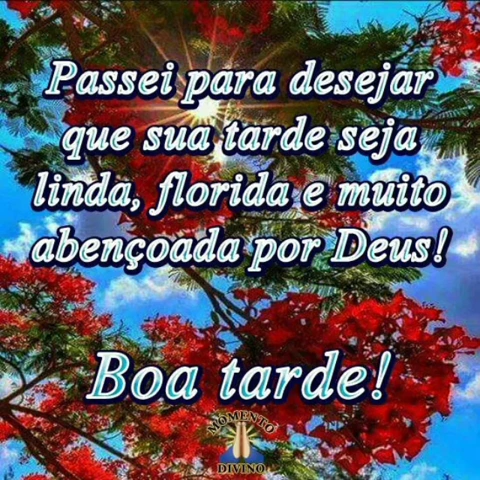 Passei para desejar
que sua tarde seja
linda, florida e muito
abençoada por Deus!
Boa tarde!
MOMENTO
DIVINO